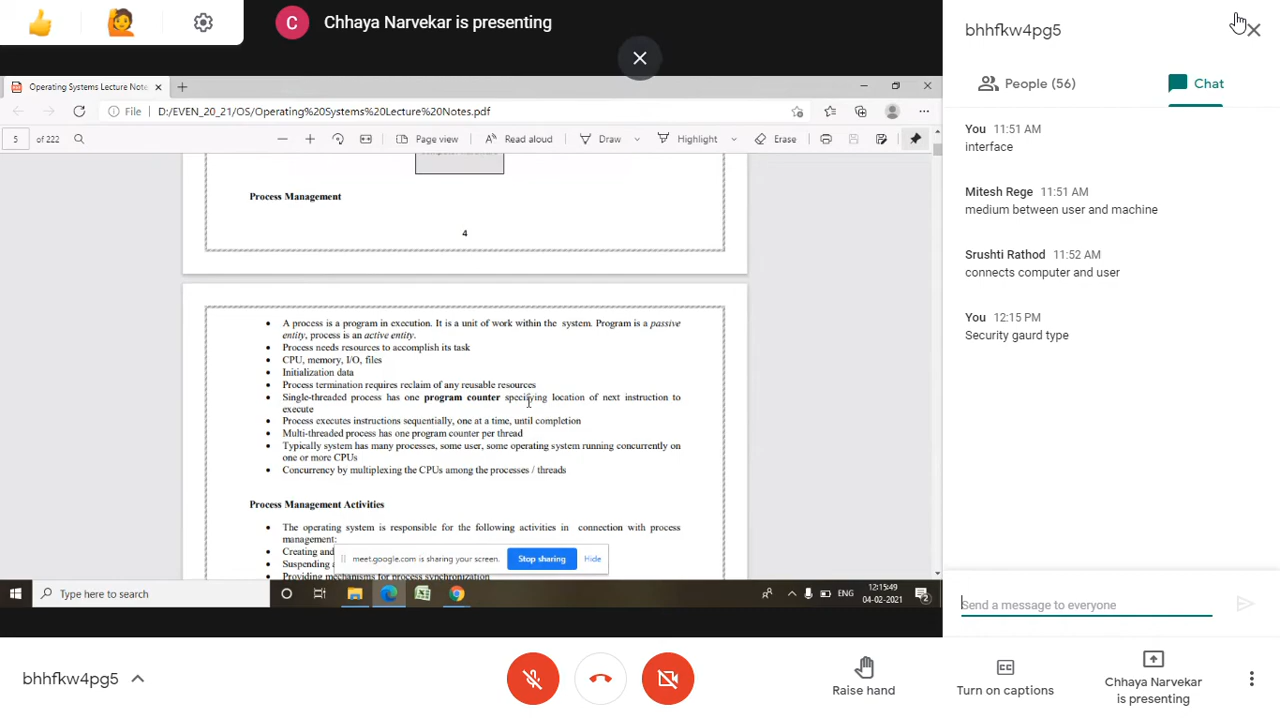 C
Chhaya Narvekar is presenting
bhhfkw4pg5
People (56)
Chat
Operating Systems Lecture Note
File
D:/EVEN_20_21/OS/Operating%20Systems%20Lecture%20Notes.pdf
5
of 222
Page view
Read aloud
Draw
Highlight
Erase
Process Management
4
A process is a program in execution. It is a unit of work within the system. Program is a passive
entity, process is an active entity.
Process needs resources to accomplish its task
CPU, memory, I/O, files
Initialization data
Process termination requires reclaim of any reusable resources
Single-threaded process has one program counter specifying location of next instruction to
execute
Process executes instructions sequentially, one at a time, until completion
Multi-threaded process has one program counter per thread
Typically system has many processes, some user, some operating system running concurrently on
one or more CPUs
Concurrency by multiplexing the CPUs among the processes / threads
Process Management Activities
The operating system is responsible for the following activities in connection with process
management:
Creating and
Suspending
Providing mechanisms for process synchronization
meet.google.com is sharing your screen.
Stop sharing
Hide
Type here to search
ENG
12:15:49
04-02-2021
2
You 11:51 AM
interface
Mitesh Rege 11:51 AM
medium between user and machine
Srushti Rathod 11:52 AM
connects computer and user
You 12:15 PM
Security gaurd type
Send a message to everyone
bhhfkw4pg5
Raise hand
Turn on captions
Chhaya Narvekar
is presenting